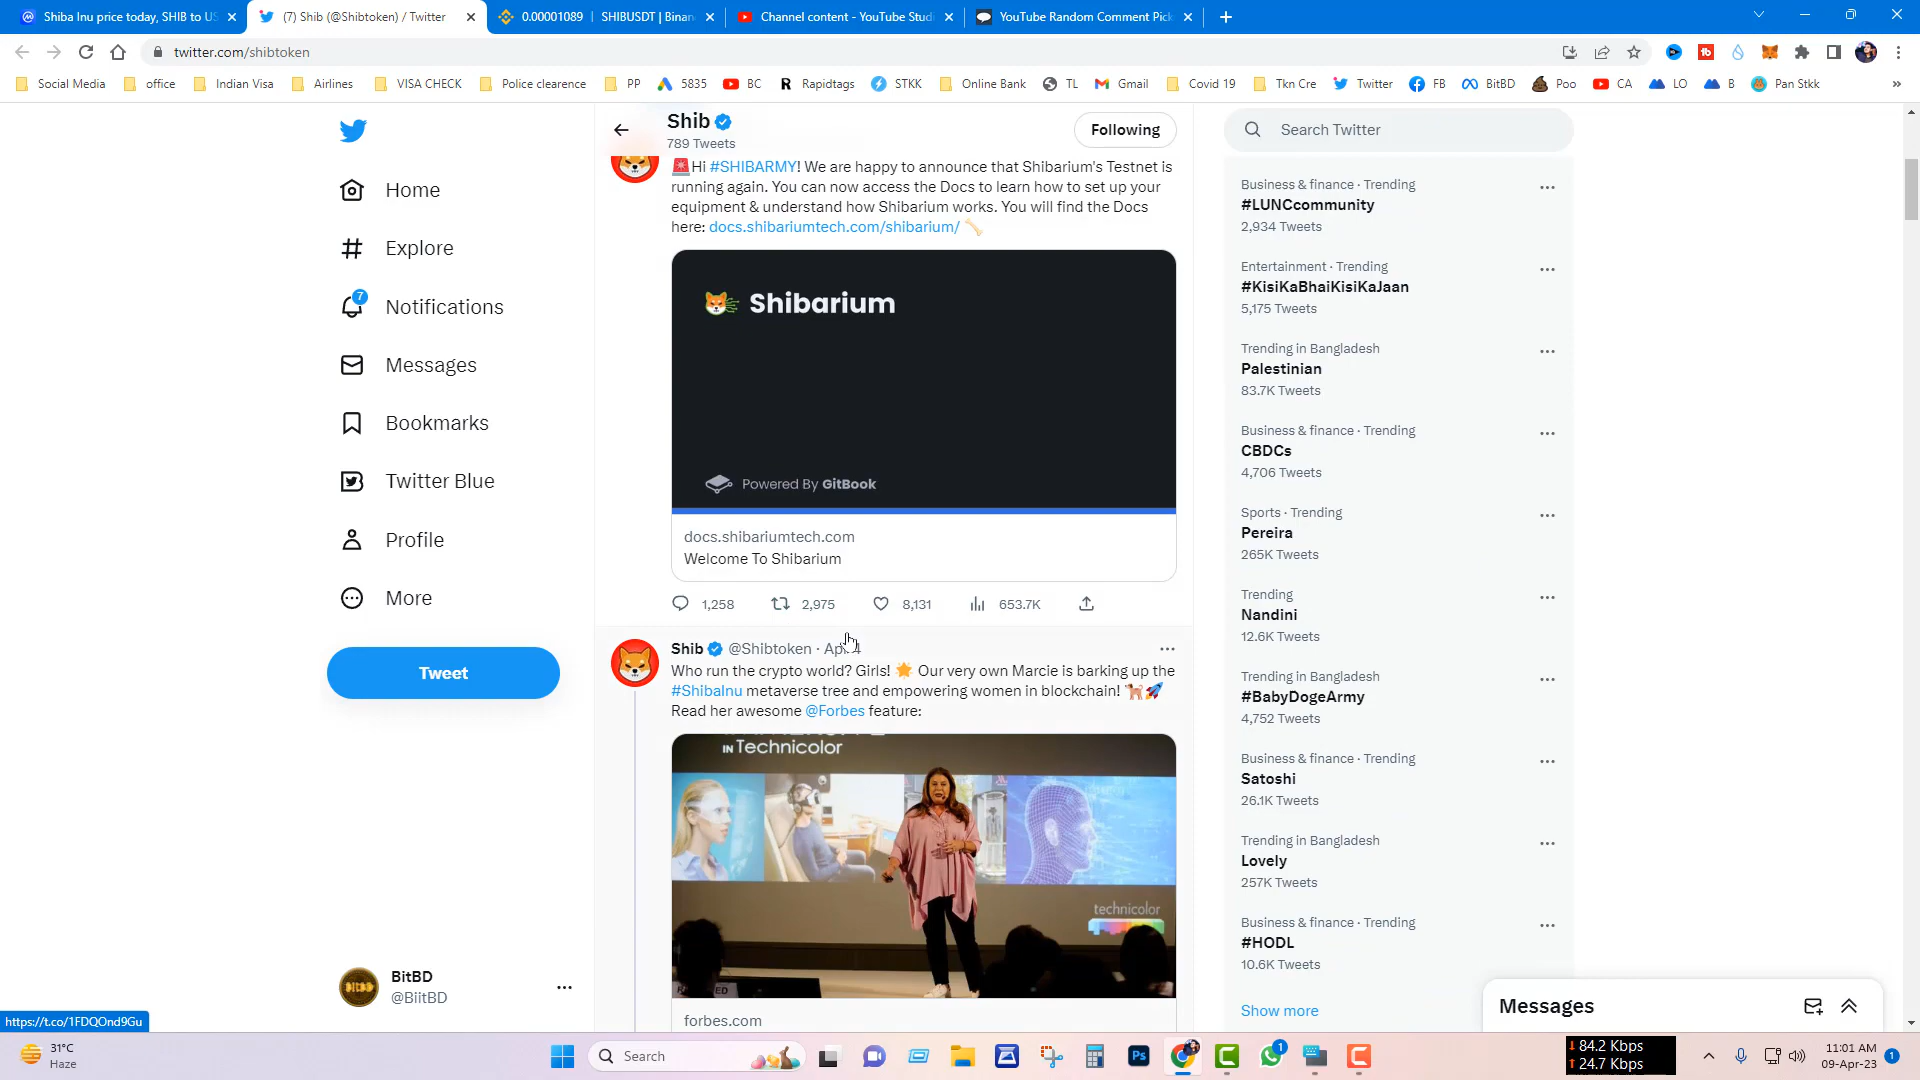 Shiba Inu price today, SHIB to US
(7) Shib (@Shibtoken) / Twitter
0.00001089 | SHIBUSDT | Binan
Channel content - YouTube Studi
YouTube Random Comment Pick
twitter.com/shibtoken
Social Media
office
Indian Visa
Airlines
VISA CHECK
Police clearence
PP
5835
BC
Rapidtags
STKK
Online Bank
TL
Gmail
Covid 19
Tkn Cre
Twitter
FB
BitBD
Poo
CA
LO
B
Pan Stkk
Home
Explore
7
Notifications
Messages
Bookmarks
Twitter Blue
Profile
More
Tweet
BitBD
@BiitBD
https://t.co/1FDQOnd9Gu
Shib
789 Tweets
Following
🚨Hi #SHIBARMY! We are happy to announce that Shibarium's Testnet is
running again. You can now access the Docs to learn how to set up your
equipment & understand how Shibarium works. You will find the Docs
here: docs.shibariumtech.com/shibarium/ 🦴
Shibarium
Powered By GitBook
docs.shibariumtech.com
Welcome To Shibarium
1,258
2,975
8,131
653.7K
Shib @Shibtoken · Apr 4
Who run the crypto world? Girls! 🌟 Our very own Marcie is barking up the
#ShibaInu metaverse tree and empowering women in blockchain! 🐕🚀
Read her awesome @Forbes feature:
IN Technicolor
technicolor
forbes.com
Search Twitter
Business & finance · Trending
#LUNCcommunity
2,934 Tweets
Entertainment · Trending
#KisiKaBhaiKisiKaJaan
5,175 Tweets
Trending in Bangladesh
Palestinian
83.7K Tweets
Business & finance · Trending
CBDCs
4,706 Tweets
Sports · Trending
Pereira
265K Tweets
Trending
Nandini
12.6K Tweets
Trending in Bangladesh
#BabyDogeArmy
4,752 Tweets
Business & finance · Trending
Satoshi
26.1K Tweets
Trending in Bangladesh
Lovely
257K Tweets
Business & finance · Trending
#HODL
10.6K Tweets
Show more
Messages
31°C
Haze
Search
Ps
1
84.2 Kbps
24.7 Kbps
11:01 AM
09-Apr-23
1